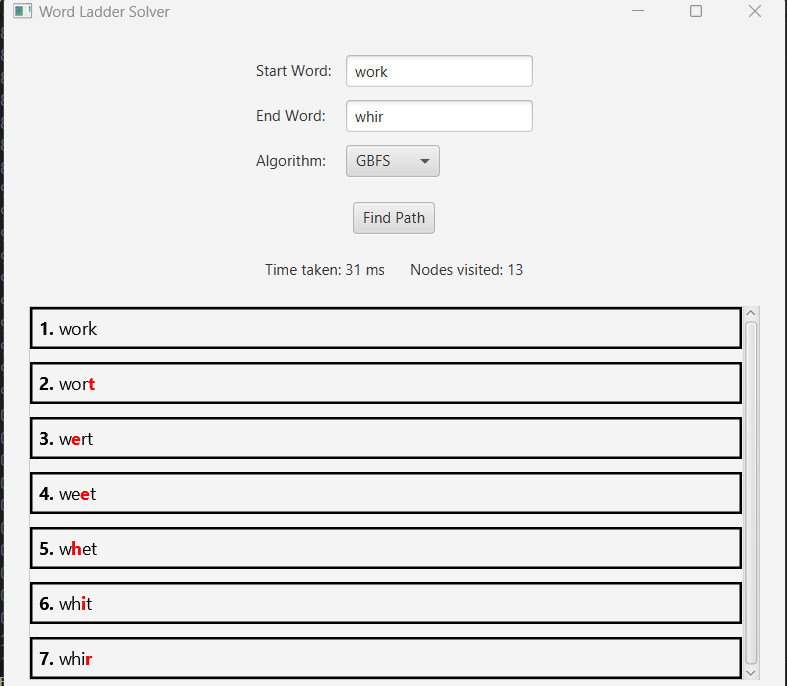 Word Ladder Solver
Start Word: work
End Word: whir
Algorithm: GBFS
Find Path
Time taken: 31 ms Nodes visited: 13
1. work
2. wort
3. wert
4. weet
5. whet
6. whit
7. whir